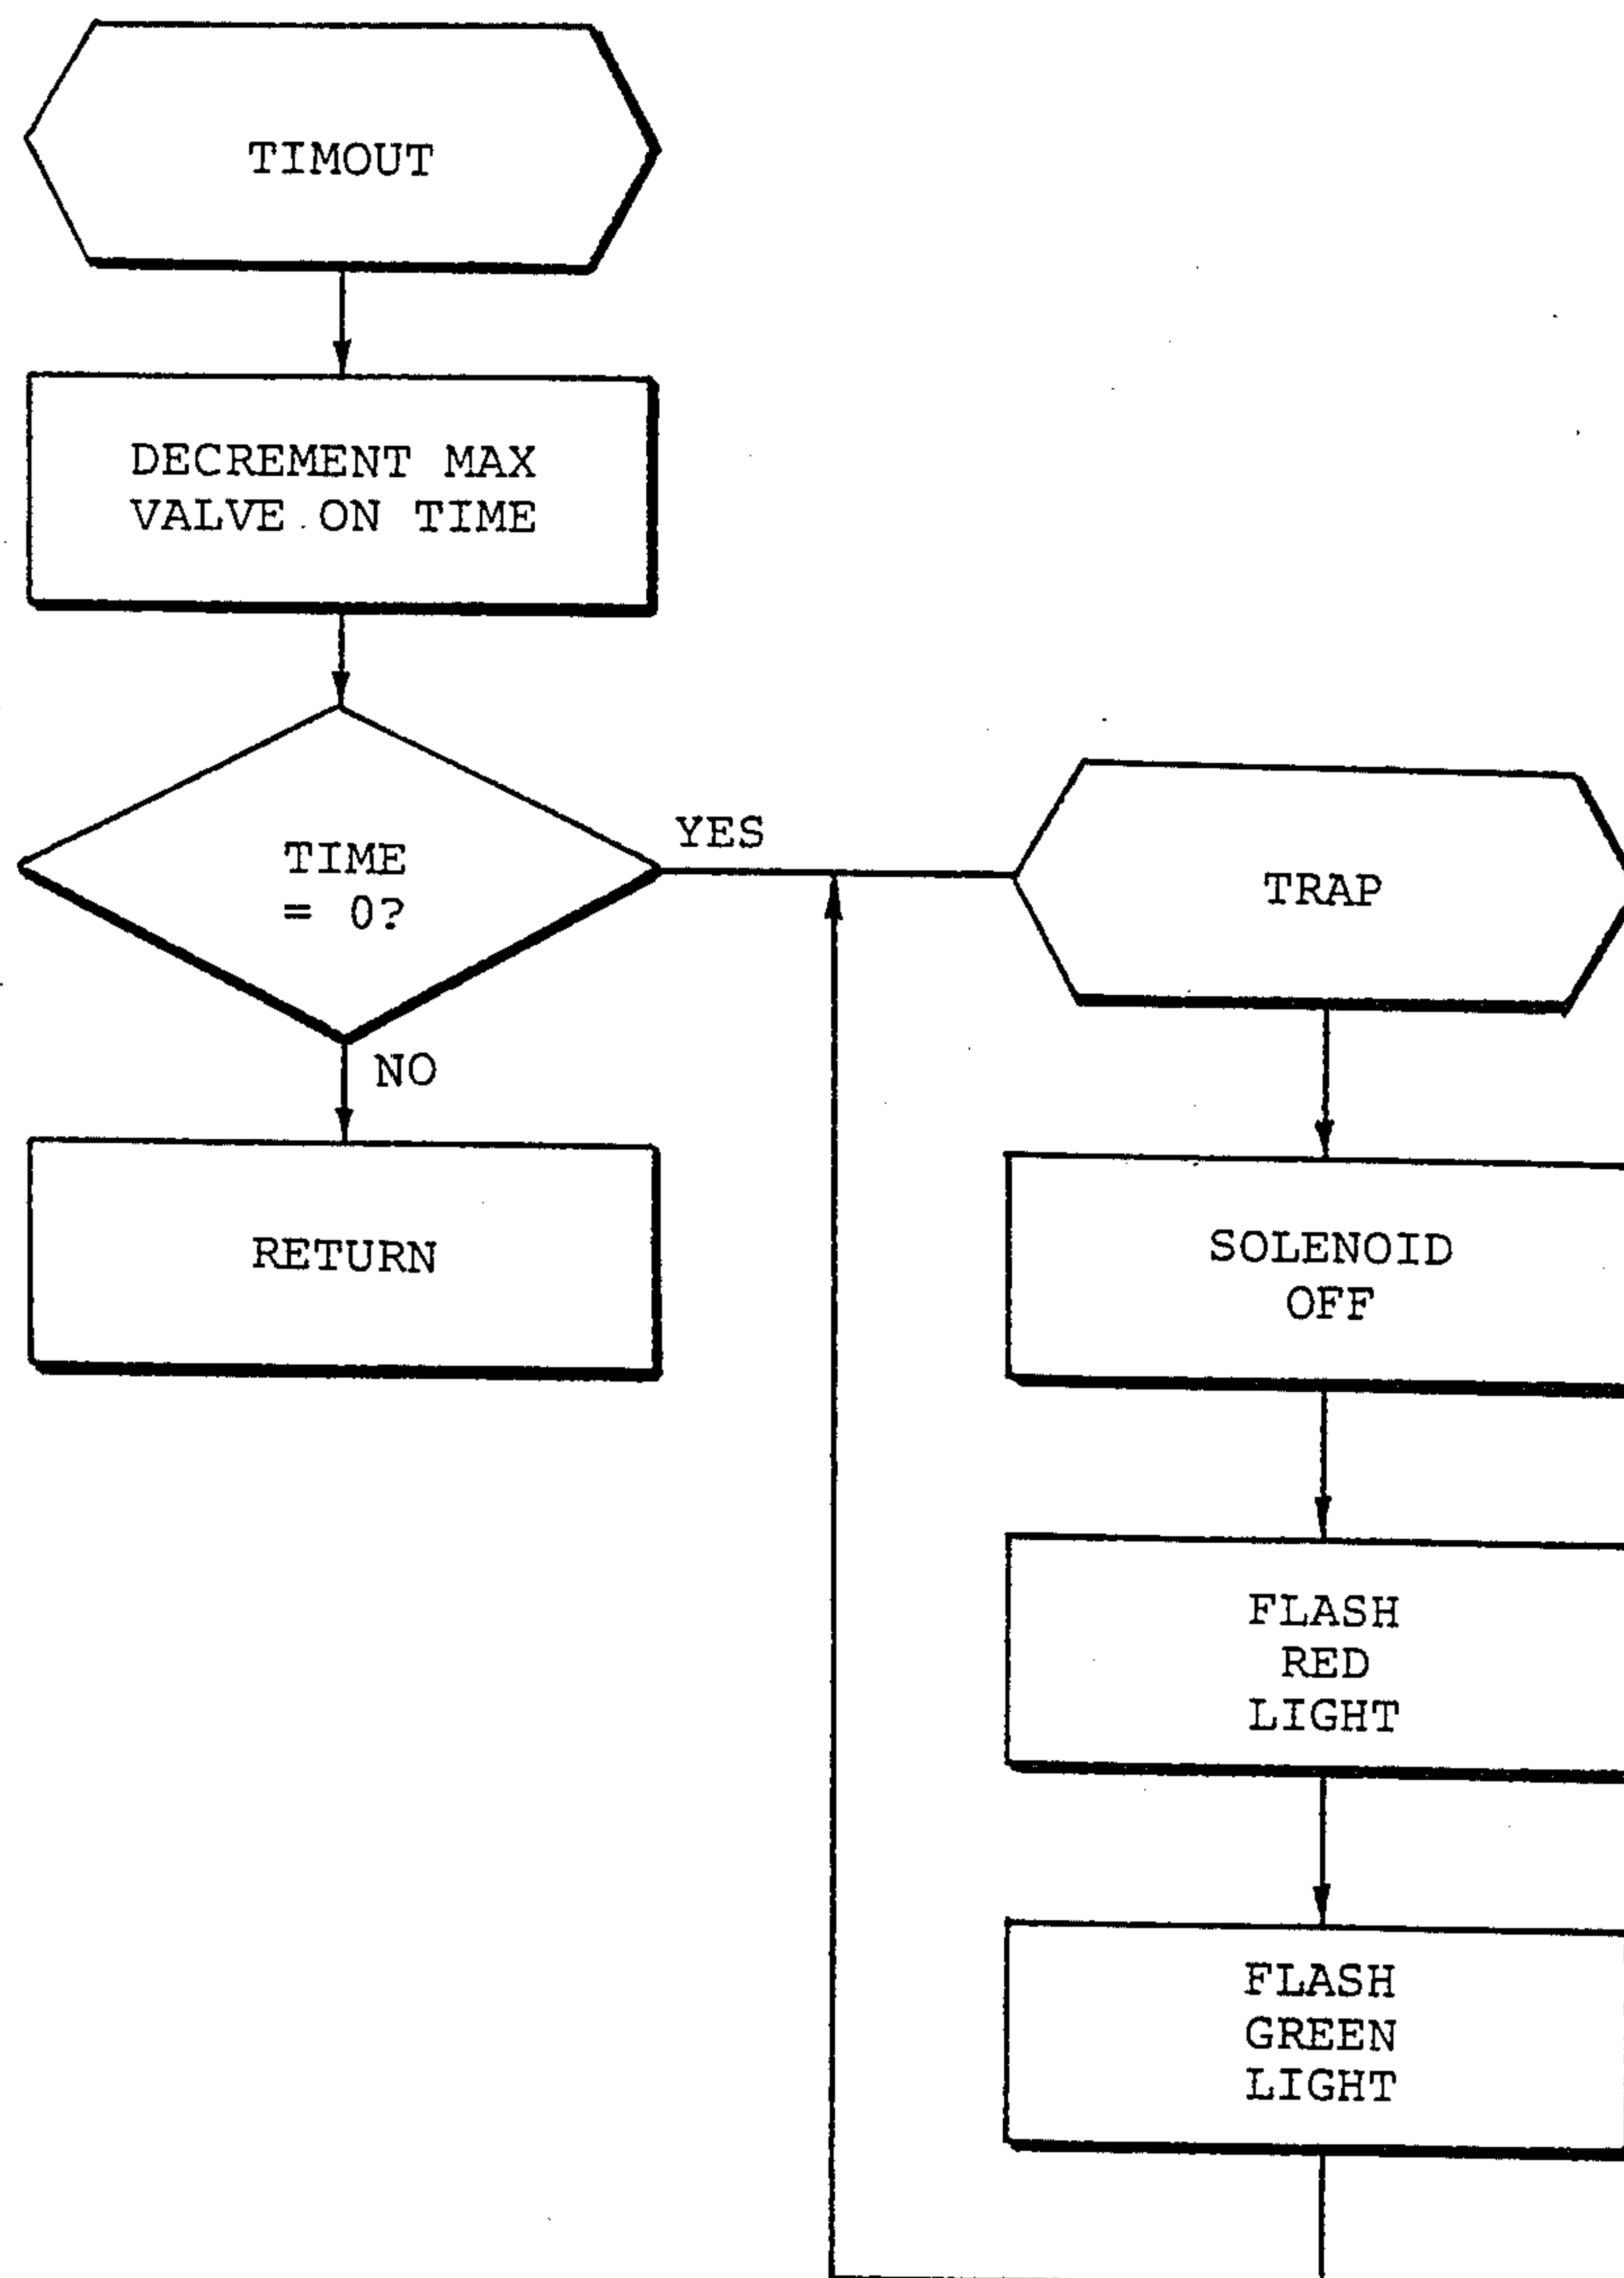 TIMOUT
DECREMENT MAX
VALVE ON TIME
TIME
= 0?
YES
NO
RETURN
TRAP
SOLENOID
OFF
FLASH
RED
LIGHT
FLASH
GREEN
LIGHT